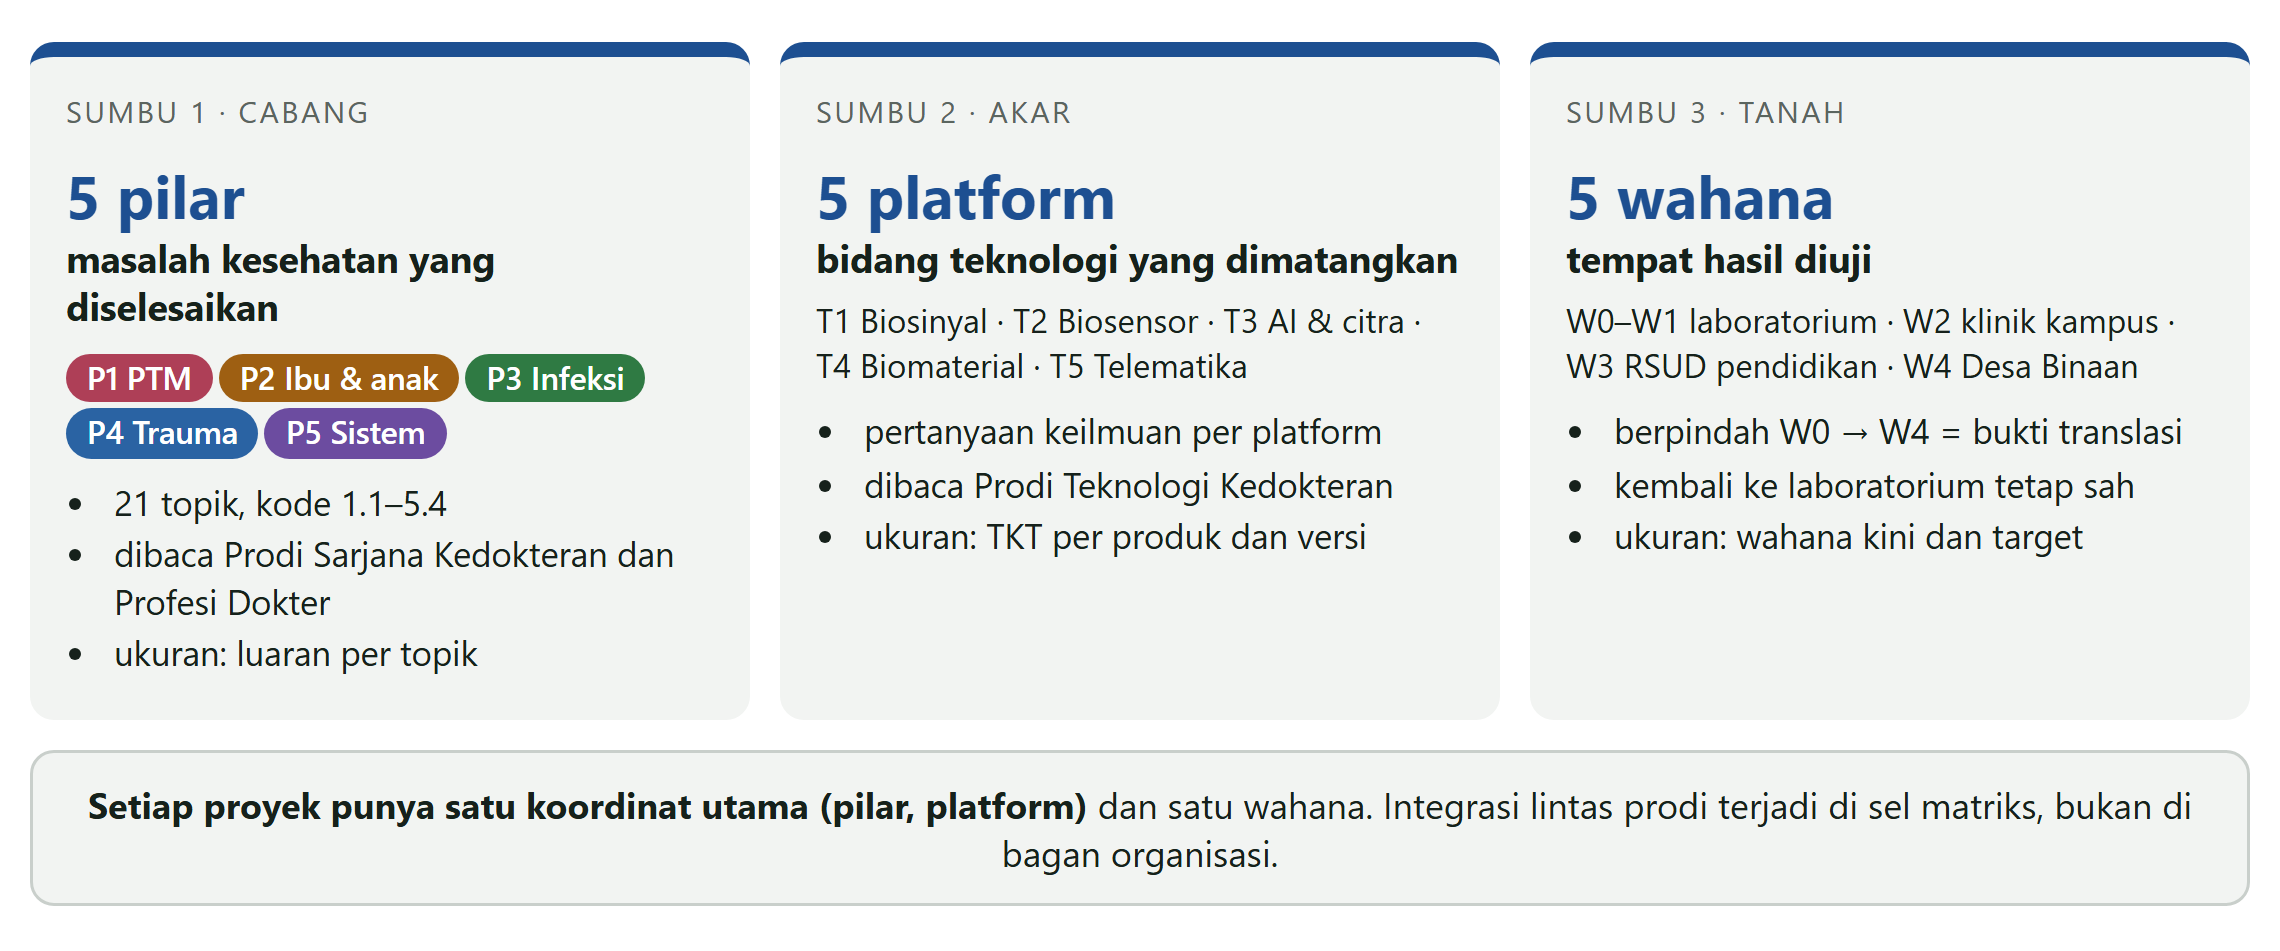 SUMBU 1 · CABANG
5 pilar
masalah kesehatan yang
diselesaikan
P1 PTM P2 Ibu & anak P3 Infeksi
P4 Trauma P5 Sistem
• 21 topik, kode 1.1–5.4
• dibaca Prodi Sarjana Kedokteran dan
Profesi Dokter
• ukuran: luaran per topik
SUMBU 2 · AKAR
5 platform
bidang teknologi yang dimatangkan
T1 Biosinyal · T2 Biosensor · T3 AI & citra ·
T4 Biomaterial · T5 Telematika
• pertanyaan keilmuan per platform
• dibaca Prodi Teknologi Kedokteran
• ukuran: TKT per produk dan versi
SUMBU 3 · TANAH
5 wahana
tempat hasil diuji
W0–W1 laboratorium · W2 klinik kampus ·
W3 RSUD pendidikan · W4 Desa Binaan
• berpindah W0 → W4 = bukti translasi
• kembali ke laboratorium tetap sah
• ukuran: wahana kini dan target
Setiap proyek punya satu koordinat utama (pilar, platform) dan satu wahana. Integrasi lintas prodi terjadi di sel matriks, bukan di
bagan organisasi.